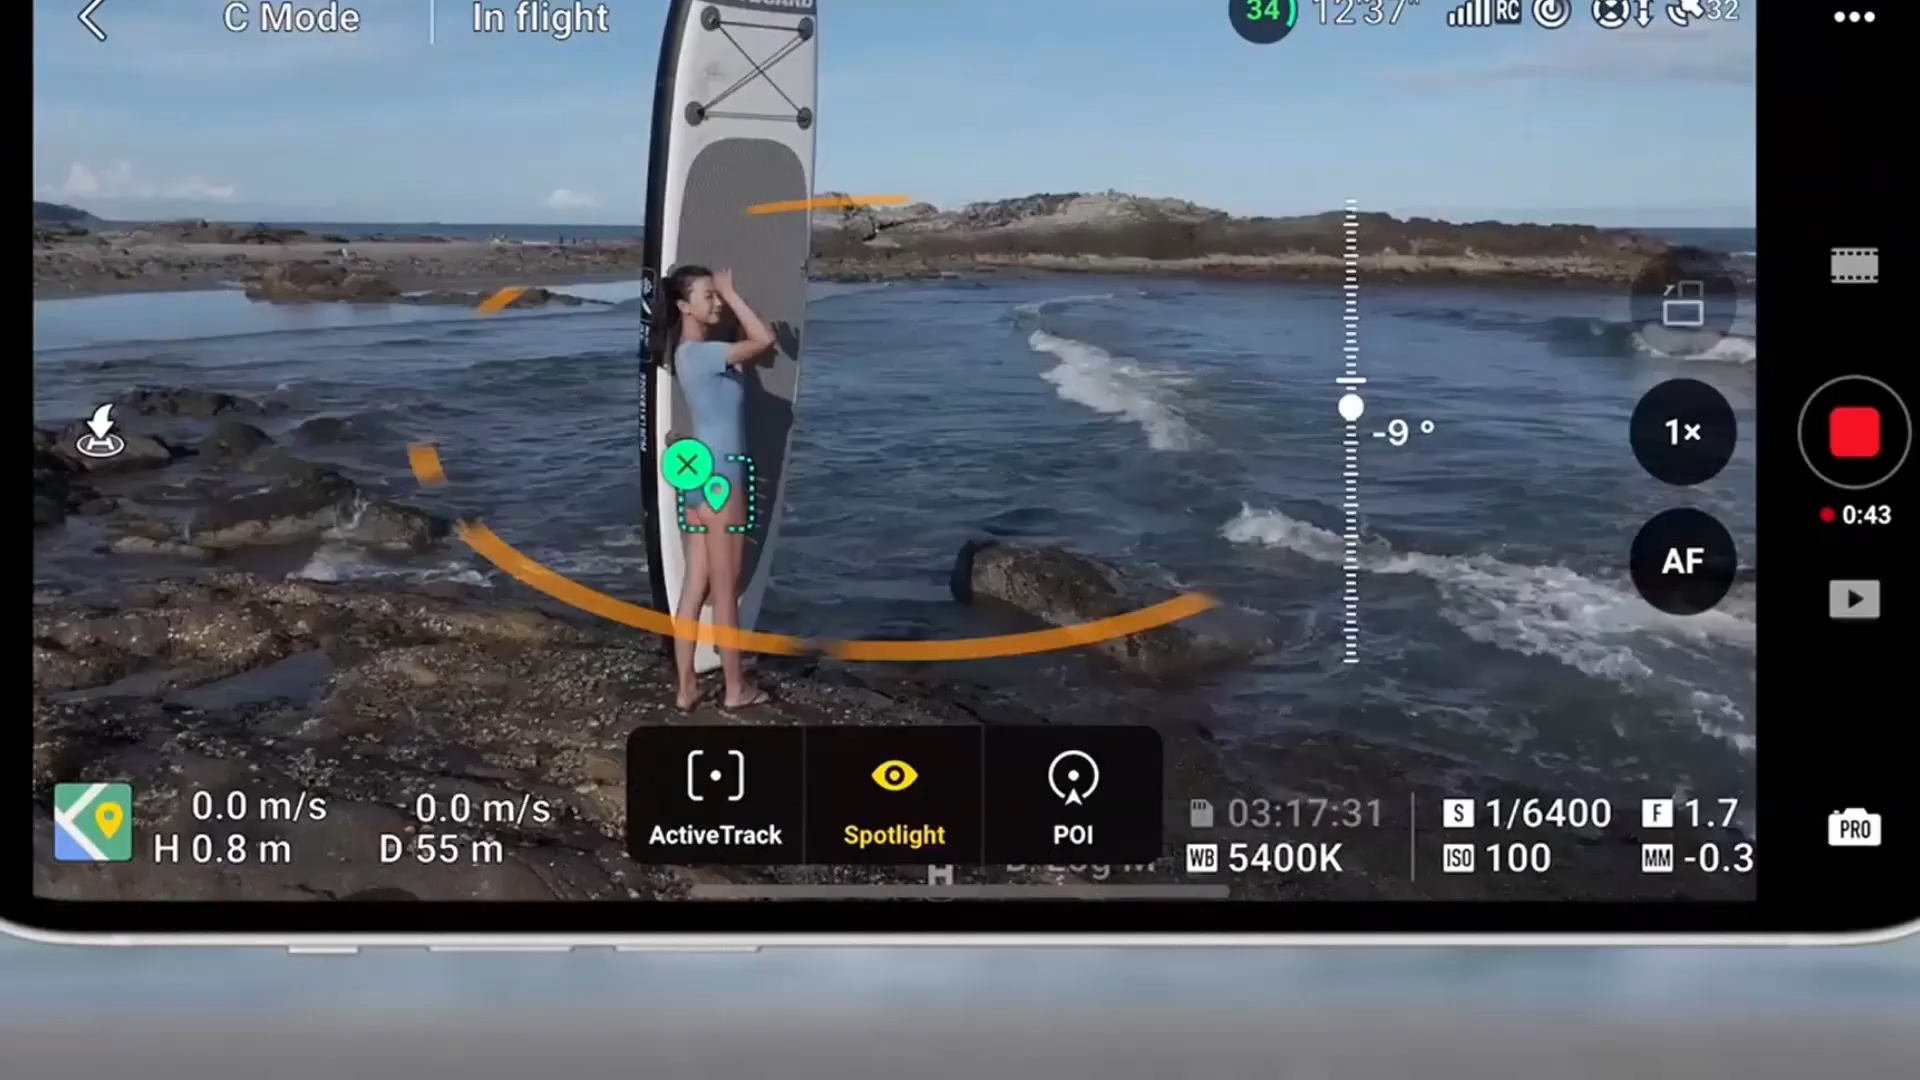 C Mode
In flight
34
12'37"
RC
32
-9 °
1×
AF
0:43
ActiveTrack
Spotlight
POI
0.0 m/s
0.0 m/s
H 0.8 m
D 55 m
03:17:31
S 1/6400
F 1.7
WB 5400K
ISO 100
MM -0.3
PRO
H